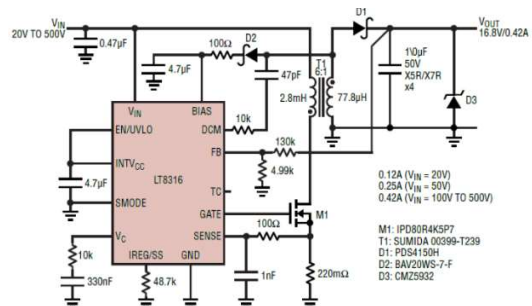 VIN
20V TO 500V
0.47µF
4.7µF
100Ω
D2
47pF
T1
6:1
2.8mH
77.8µH
D1
VOUT
16.8V/0.42A
1\0µF
50V
X5R/X7R
x4
D3
VIN
BIAS
EN/UVLO
DCM
10k
FB
130k
4.99k
INTVCC
LT8316
TC
4.7µF
SMODE
GATE
M1
VC
SENSE
100Ω
IREG/SS
GND
10k
330nF
48.7k
1nF
220mΩ
0.12A (VIN = 20V)
0.25A (VIN = 50V)
0.42A (VIN = 100V TO 500V)
M1: IPD80R4K5P7
T1: SUMIDA 00399-T239
D1: PDS4150H
D2: BAV20WS-7-F
D3: CMZ5932